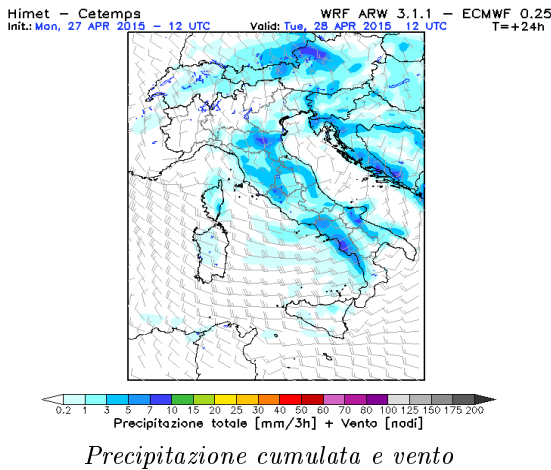 Himet – Cetemps WRF ARW 3.1.1 – ECMWF 0.25
Init.: Mon, 27 APR 2015 – 12 UTC Valid: Tue, 28 APR 2015 12 UTC T=+24h
0.2 1 3 5 7 10 15 20 25 30 40 50 60 70 80 100 125 150 175 200
Precipitazione totale [mm/3h] + Vento [nodi]
Precipitazione cumulata e vento